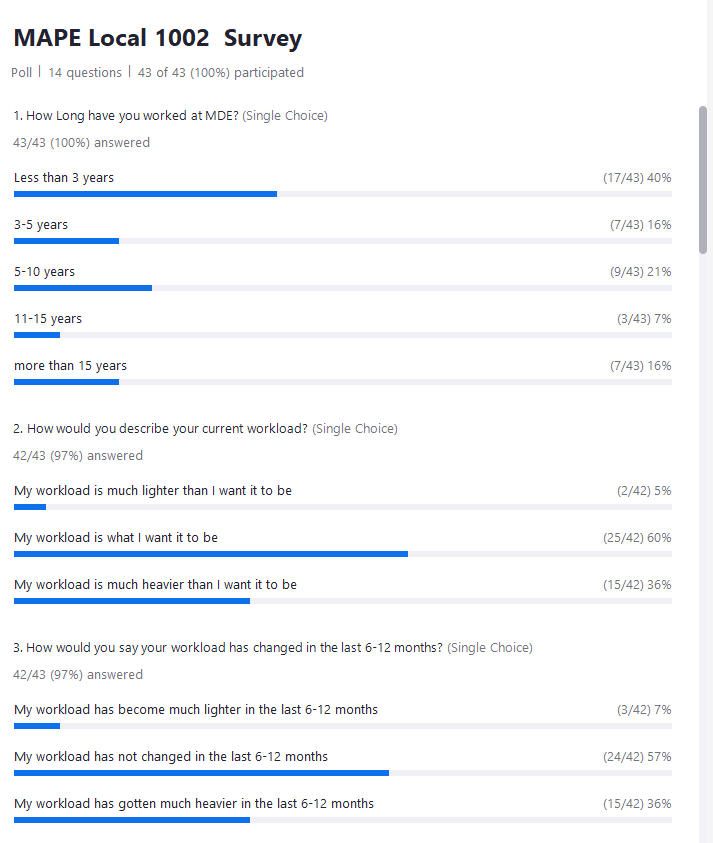 MAPE Local 1002  Survey
Poll | 14 questions | 43 of 43 (100%) participated
1. How Long have you worked at MDE? (Single Choice)
43/43 (100%) answered
Less than 3 years (17/43) 40%
3-5 years (7/43) 16%
5-10 years (9/43) 21%
11-15 years (3/43) 7%
more than 15 years (7/43) 16%
2. How would you describe your current workload? (Single Choice)
42/43 (97%) answered
My workload is much lighter than I want it to be (2/42) 5%
My workload is what I want it to be (25/42) 60%
My workload is much heavier than I want it to be (15/42) 36%
3. How would you say your workload has changed in the last 6-12 months? (Single Choice)
42/43 (97%) answered
My workload has become much lighter in the last 6-12 months (3/42) 7%
My workload has not changed in the last 6-12 months (24/42) 57%
My workload has gotten much heavier in the last 6-12 months (15/42) 36%